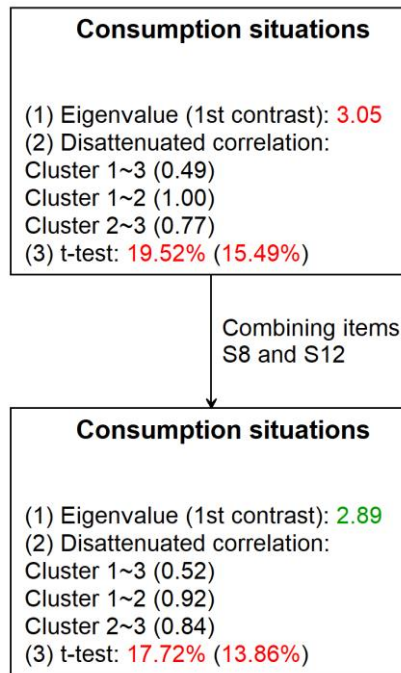 Consumption situations
(1) Eigenvalue (1st contrast): 3.05
(2) Disattenuated correlation:
Cluster 1~3 (0.49)
Cluster 1~2 (1.00)
Cluster 2~3 (0.77)
(3) t-test: 19.52% (15.49%)
Combining items
S8 and S12
Consumption situations
(1) Eigenvalue (1st contrast): 2.89
(2) Disattenuated correlation:
Cluster 1~3 (0.52)
Cluster 1~2 (0.92)
Cluster 2~3 (0.84)
(3) t-test: 17.72% (13.86%)